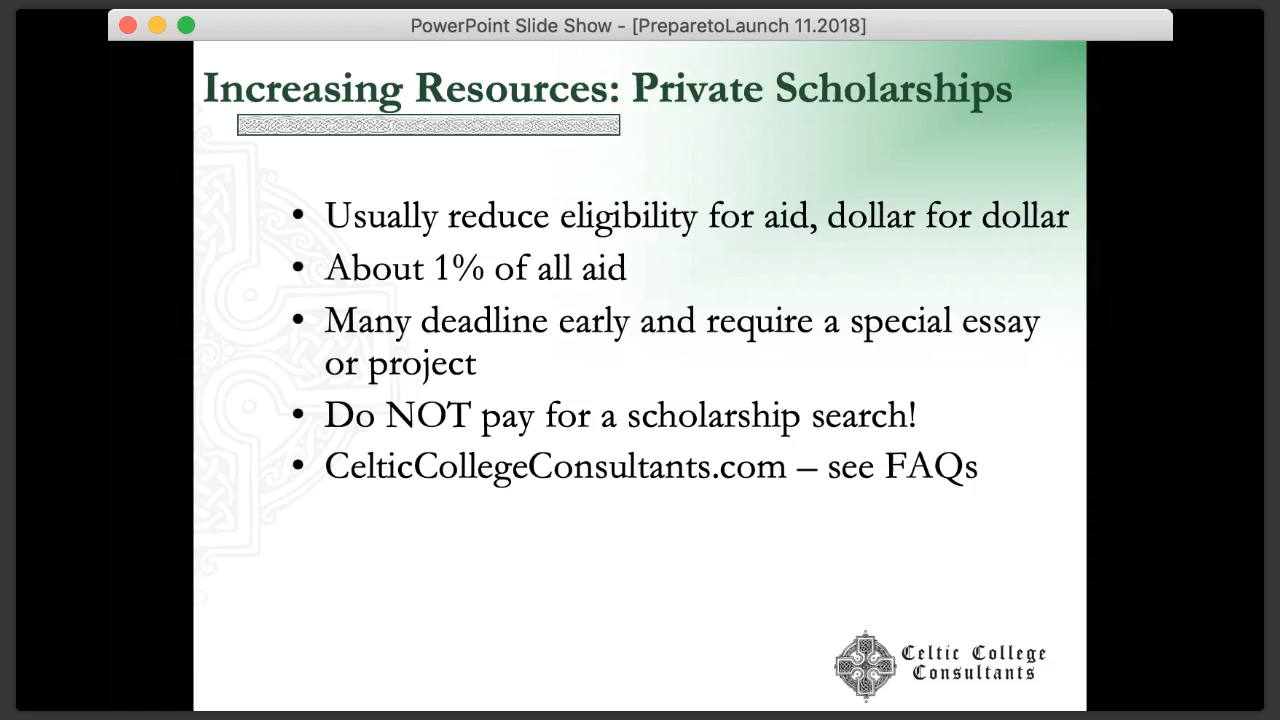 PowerPoint Slide Show - [PreparetoLaunch 11.2018]
Increasing Resources: Private Scholarships
• Usually reduce eligibility for aid, dollar for dollar
• About 1% of all aid
• Many deadline early and require a special essay
or project
• Do NOT pay for a scholarship search!
• CelticCollegeConsultants.com – see FAQs
Celtic College
Consultants